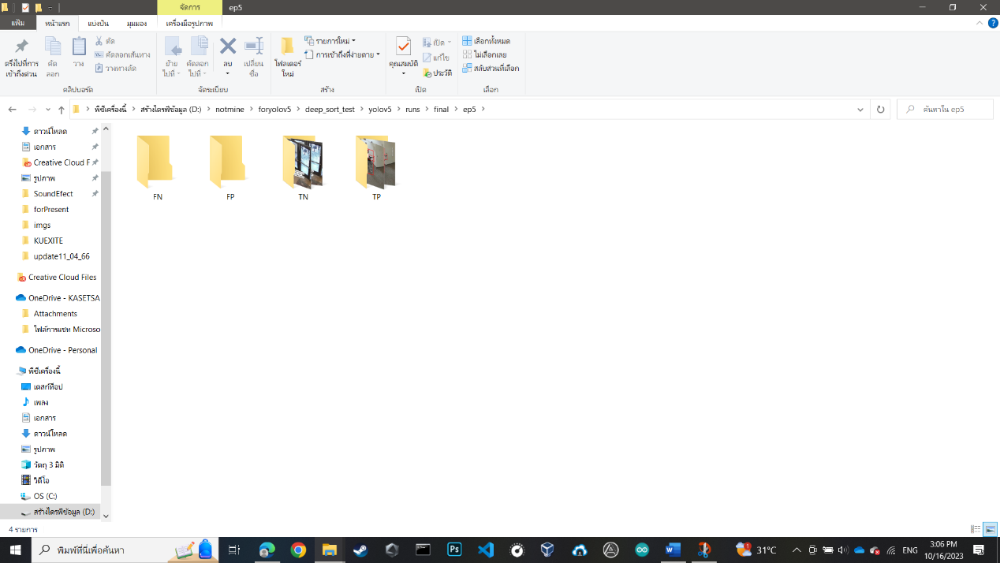 จัดการ
ep5
แฟ้ม
หน้าแรก
แบ่งปัน
มุมมอง
เครื่องมือรูปภาพ
ตรึงไปที่การ
เข้าถึงด่วน
คัด
ลอก
วาง
ตัด
คัดลอกเส้นทาง
วางทางลัด
คลิปบอร์ด
ย้าย
ไปที่
คัดลอก
ไปที่
ลบ
เปลี่ยน
ชื่อ
จัดระเบียบ
โฟลเดอร์
ใหม่
รายการใหม่
การเข้าถึงที่ง่ายดาย
สร้าง
คุณสมบัติ
เปิด
แก้ไข
ประวัติ
เปิด
เลือกทั้งหมด
ไม่เลือกเลย
สลับส่วนที่เลือก
เลือก
พีซีเครื่องนี้ > สร้างไดรฟ์ข้อมูล (D:) > notmine > foryolov5 > deep_sort_test > yolov5 > runs > final > ep5 >
ค้นหาใน ep5
ดาวน์โหลด
เอกสาร
Creative Cloud F
รูปภาพ
SoundEfect
forPresent
imgs
KUEXITE
update11_04_66
Creative Cloud Files
OneDrive - KASETSA
Attachments
ไฟล์การแชท Microso
OneDrive - Personal
พีซีเครื่องนี้
เดสก์ท็อป
เพลง
เอกสาร
ดาวน์โหลด
รูปภาพ
วัตถุ 3 มิติ
วิดีโอ
OS (C:)
สร้างไดรฟ์ข้อมูล (D:)
FN
FP
TN
TP
4 รายการ
พิมพ์ที่นี่เพื่อค้นหา
Ps
31°C
ENG
3:06 PM
10/16/2023